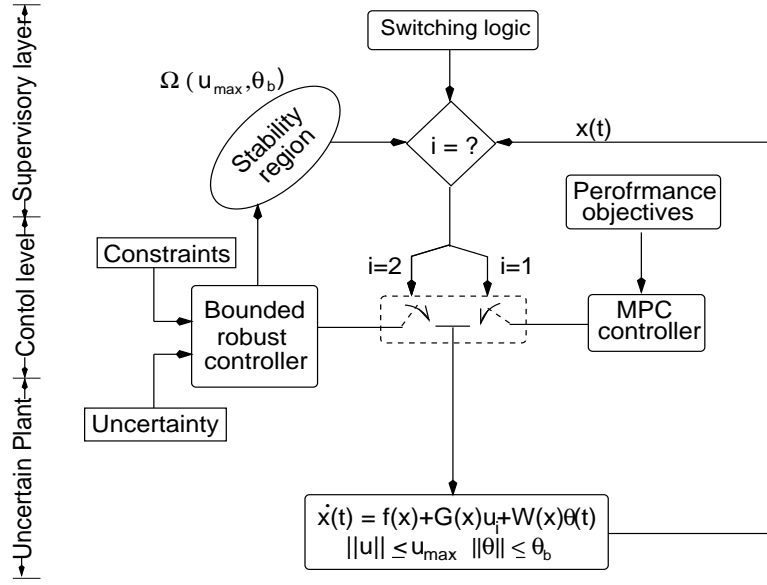 Supervisory layer
Contol level
Uncertain Plant
Switching logic
Ω ( u_max, θ_b )
Stability
region
i = ?
x(t)
Perofrmance
objectives
Constraints
i=2
i=1
Bounded
robust
controller
MPC
controller
Uncertainty
ẋ(t) = f(x)+G(x)u_i+W(x)θ(t)
||u|| ≤ u_max ||θ|| ≤ θ_b